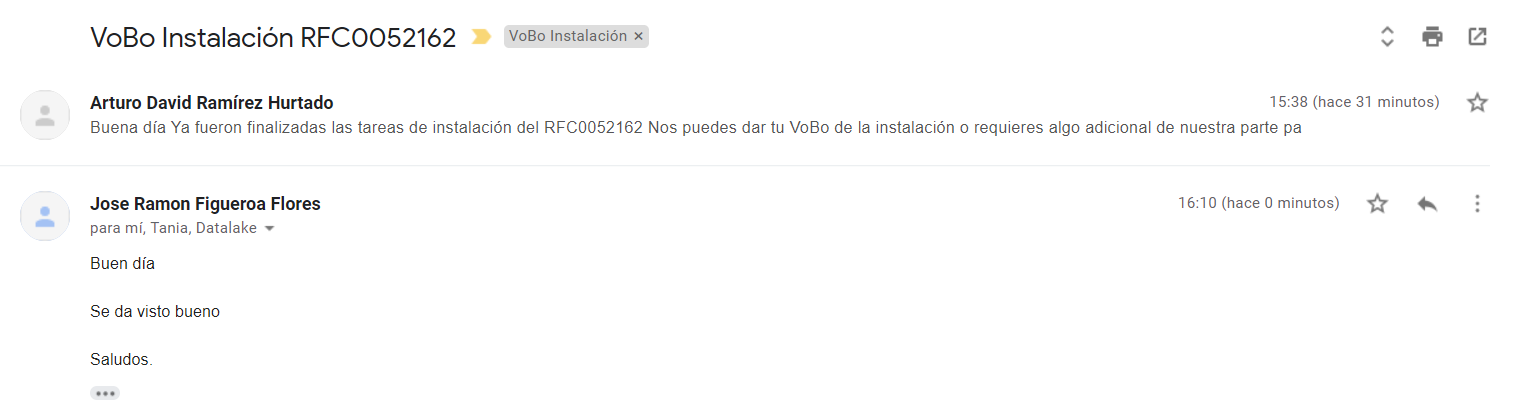 VoBo Instalación RFC0052162 VoBo Instalación ×
Arturo David Ramírez Hurtado 15:38 (hace 31 minutos)
Buena día Ya fueron finalizadas las tareas de instalación del RFC0052162 Nos puedes dar tu VoBo de la instalación o requieres algo adicional de nuestra parte pa
Jose Ramon Figueroa Flores 16:10 (hace 0 minutos)
para mí, Tania, Datalake
Buen día
Se da visto bueno
Saludos.